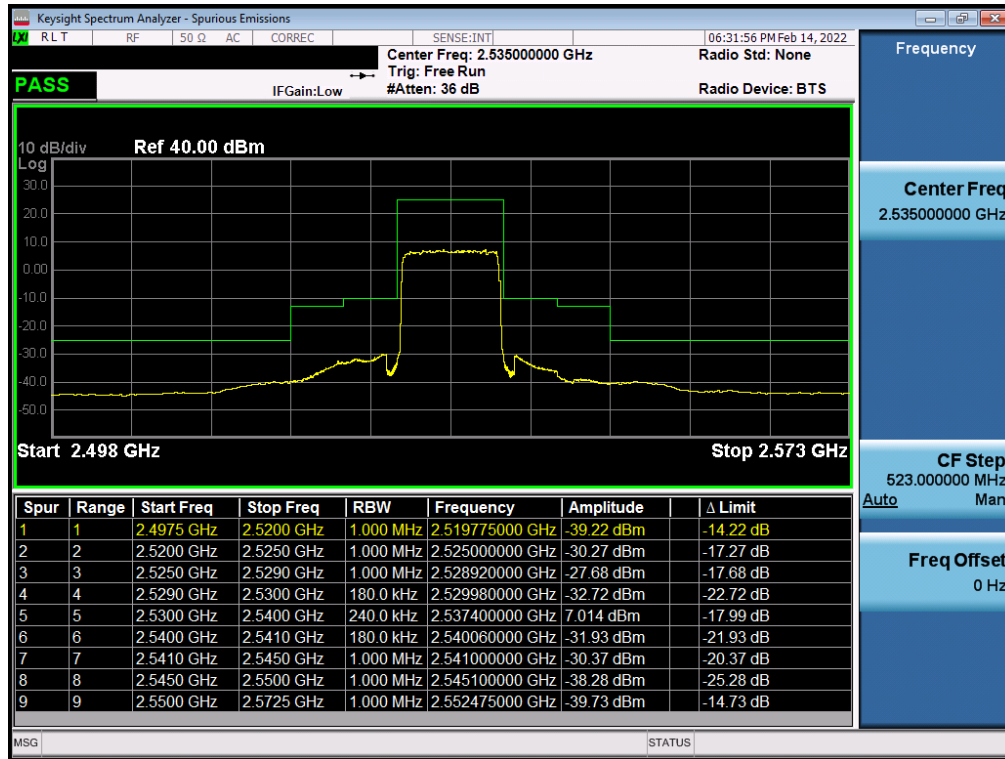 Keysight Spectrum Analyzer - Spurious Emissions
LXI RLT RF 50 Ω AC CORREC SENSE:INT 06:31:56 PM Feb 14, 2022
Center Freq: 2.535000000 GHz Radio Std: None
Trig: Free Run
PASS IFGain:Low #Atten: 36 dB Radio Device: BTS
10 dB/div Ref 40.00 dBm
Log
30.0
20.0
10.0
0.00
-10.0
-20.0
-30.0
-40.0
-50.0
Start 2.498 GHz Stop 2.573 GHz
Spur Range Start Freq Stop Freq RBW Frequency Amplitude Δ Limit
1 1 2.4975 GHz 2.5200 GHz 1.000 MHz 2.519775000 GHz -39.22 dBm -14.22 dB
2 2 2.5200 GHz 2.5250 GHz 1.000 MHz 2.525000000 GHz -30.27 dBm -17.27 dB
3 3 2.5250 GHz 2.5290 GHz 1.000 MHz 2.528920000 GHz -27.68 dBm -17.68 dB
4 4 2.5290 GHz 2.5300 GHz 180.0 kHz 2.529980000 GHz -32.72 dBm -22.72 dB
5 5 2.5300 GHz 2.5400 GHz 240.0 kHz 2.537400000 GHz 7.014 dBm -17.99 dB
6 6 2.5400 GHz 2.5410 GHz 180.0 kHz 2.540060000 GHz -31.93 dBm -21.93 dB
7 7 2.5410 GHz 2.5450 GHz 1.000 MHz 2.541000000 GHz -30.37 dBm -20.37 dB
8 8 2.5450 GHz 2.5500 GHz 1.000 MHz 2.545100000 GHz -38.28 dBm -25.28 dB
9 9 2.5500 GHz 2.5725 GHz 1.000 MHz 2.552475000 GHz -39.73 dBm -14.73 dB
MSG STATUS
Frequency
Center Freq
2.535000000 GHz
CF Step
523.000000 MHz
Auto Man
Freq Offset
0 Hz